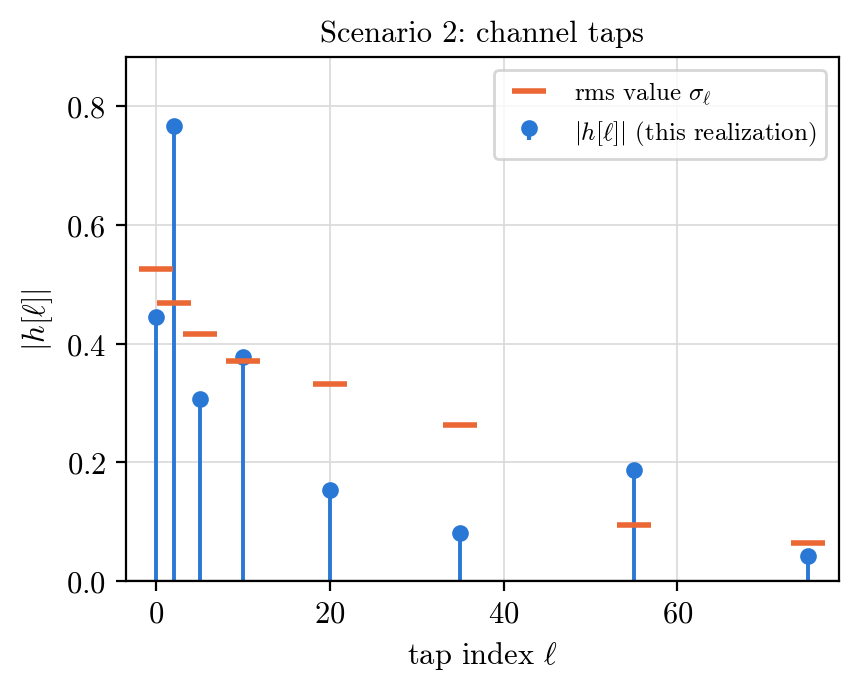 Scenario 2: channel taps
rms value σ_ℓ
|h[ℓ]| (this realization)
|h[ℓ]|
0.8
0.6
0.4
0.2
0.0
0 20 40 60
tap index ℓ